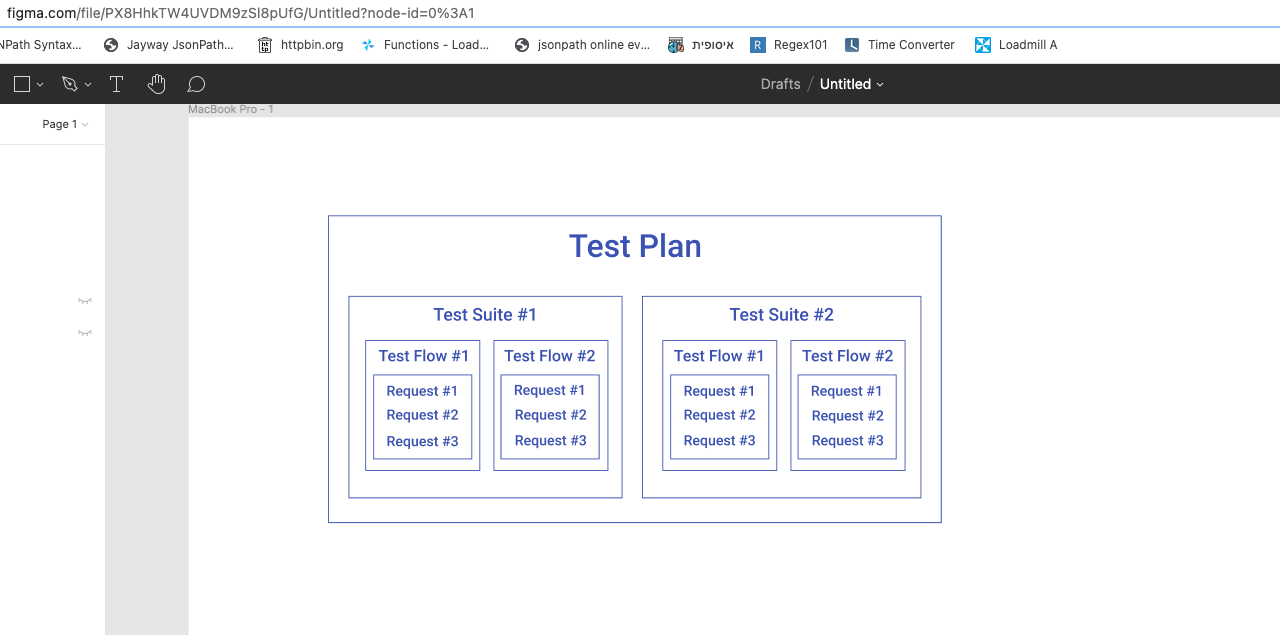 figma.com/file/PX8HhkTW4UVDM9zSl8pUfG/Untitled?node-id=0%3A1
NPath Syntax... Jayway JsonPath... httpbin.org Functions - Load... jsonpath online ev... איסופית Regex101 Time Converter Loadmill A
Drafts / Untitled
MacBook Pro - 1
Page 1
Test Plan
Test Suite #1 Test Suite #2
Test Flow #1 Test Flow #2 Test Flow #1 Test Flow #2
Request #1 Request #1 Request #1 Request #1
Request #2 Request #2 Request #2 Request #2
Request #3 Request #3 Request #3 Request #3